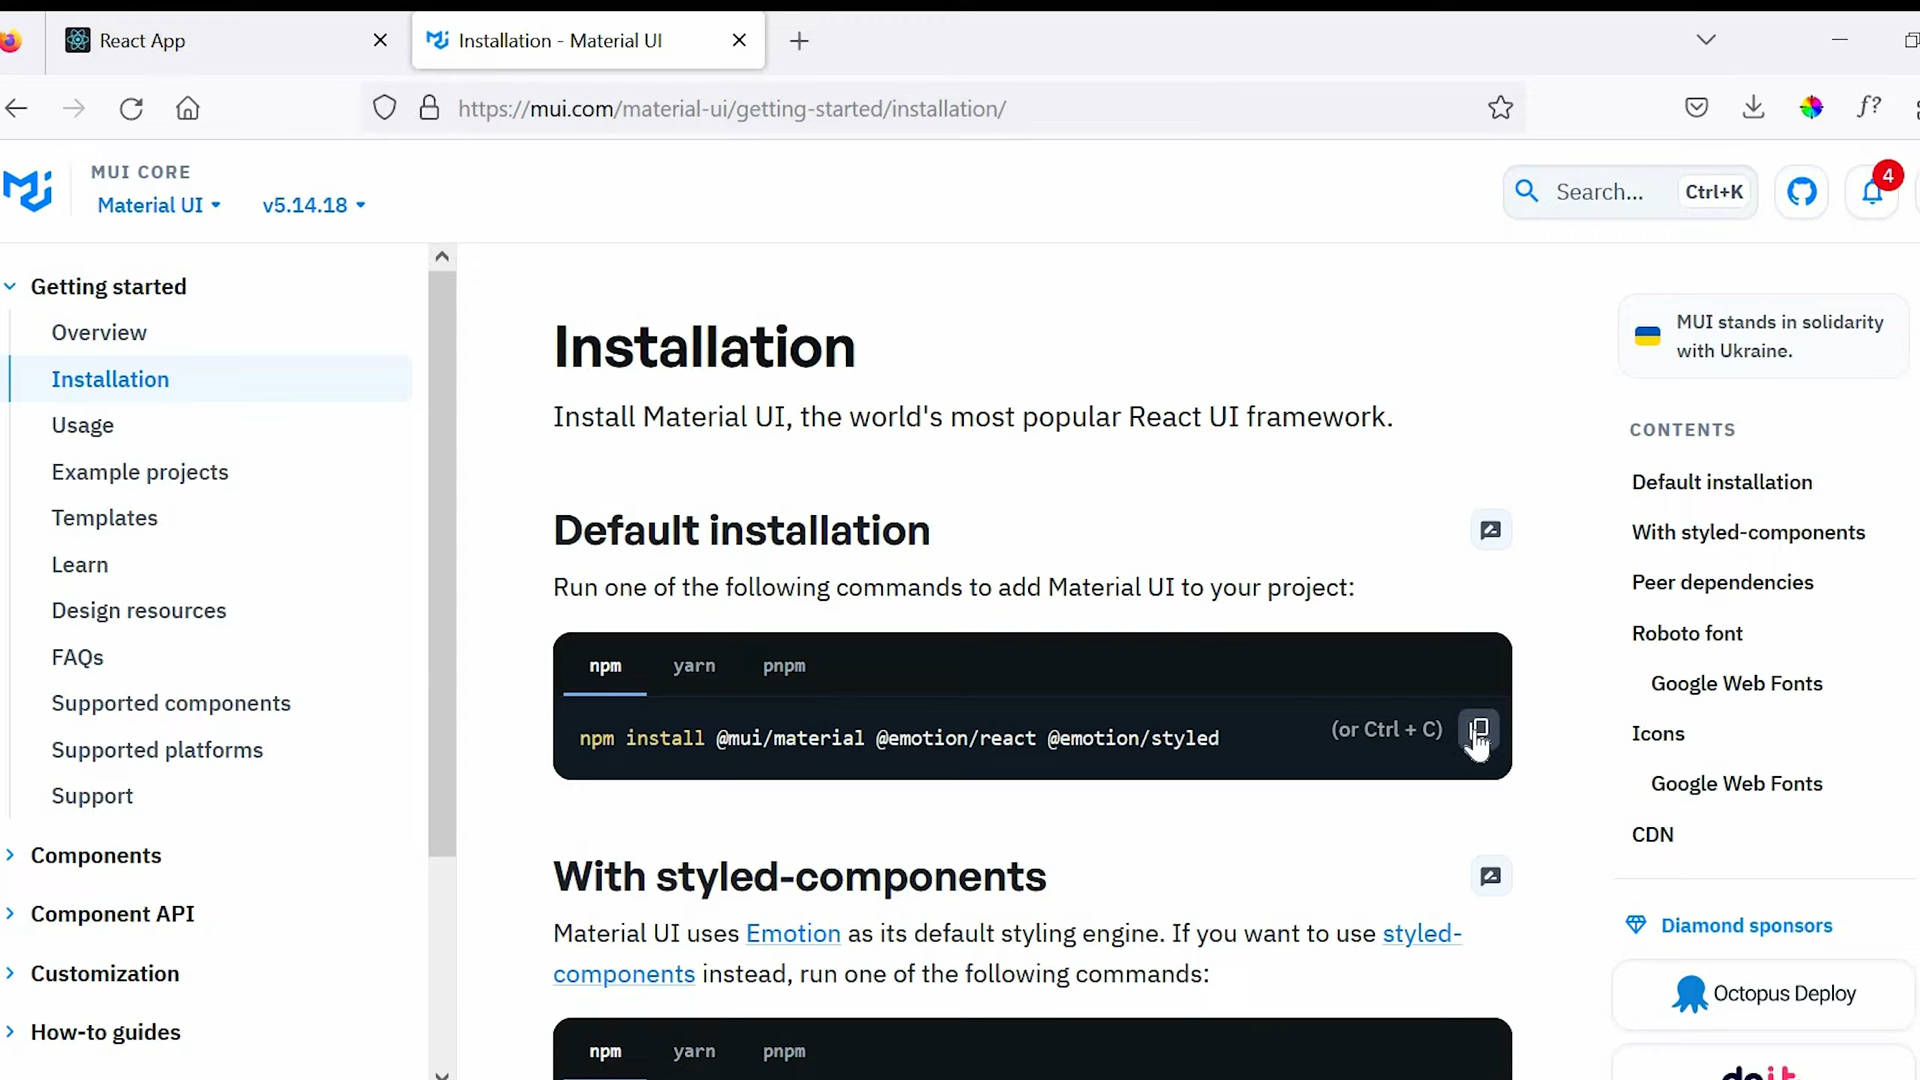 React App
Installation - Material UI
https://mui.com/material-ui/getting-started/installation/
f?
MUI CORE
Material UI
v5.14.18
Search...
Ctrl+K
4
Getting started
Overview
Installation
Usage
Example projects
Templates
Learn
Design resources
FAQs
Supported components
Supported platforms
Support
Components
Component API
Customization
How-to guides
Installation
Install Material UI, the world's most popular React UI framework.
Default installation
Run one of the following commands to add Material UI to your project:
npm yarn pnpm
npm install @mui/material @emotion/react @emotion/styled
(or Ctrl + C)
With styled-components
Material UI uses Emotion as its default styling engine. If you want to use styled-
components instead, run one of the following commands:
npm yarn pnpm
MUI stands in solidarity
with Ukraine.
CONTENTS
Default installation
With styled-components
Peer dependencies
Roboto font
Google Web Fonts
Icons
Google Web Fonts
CDN
Diamond sponsors
Octopus Deploy